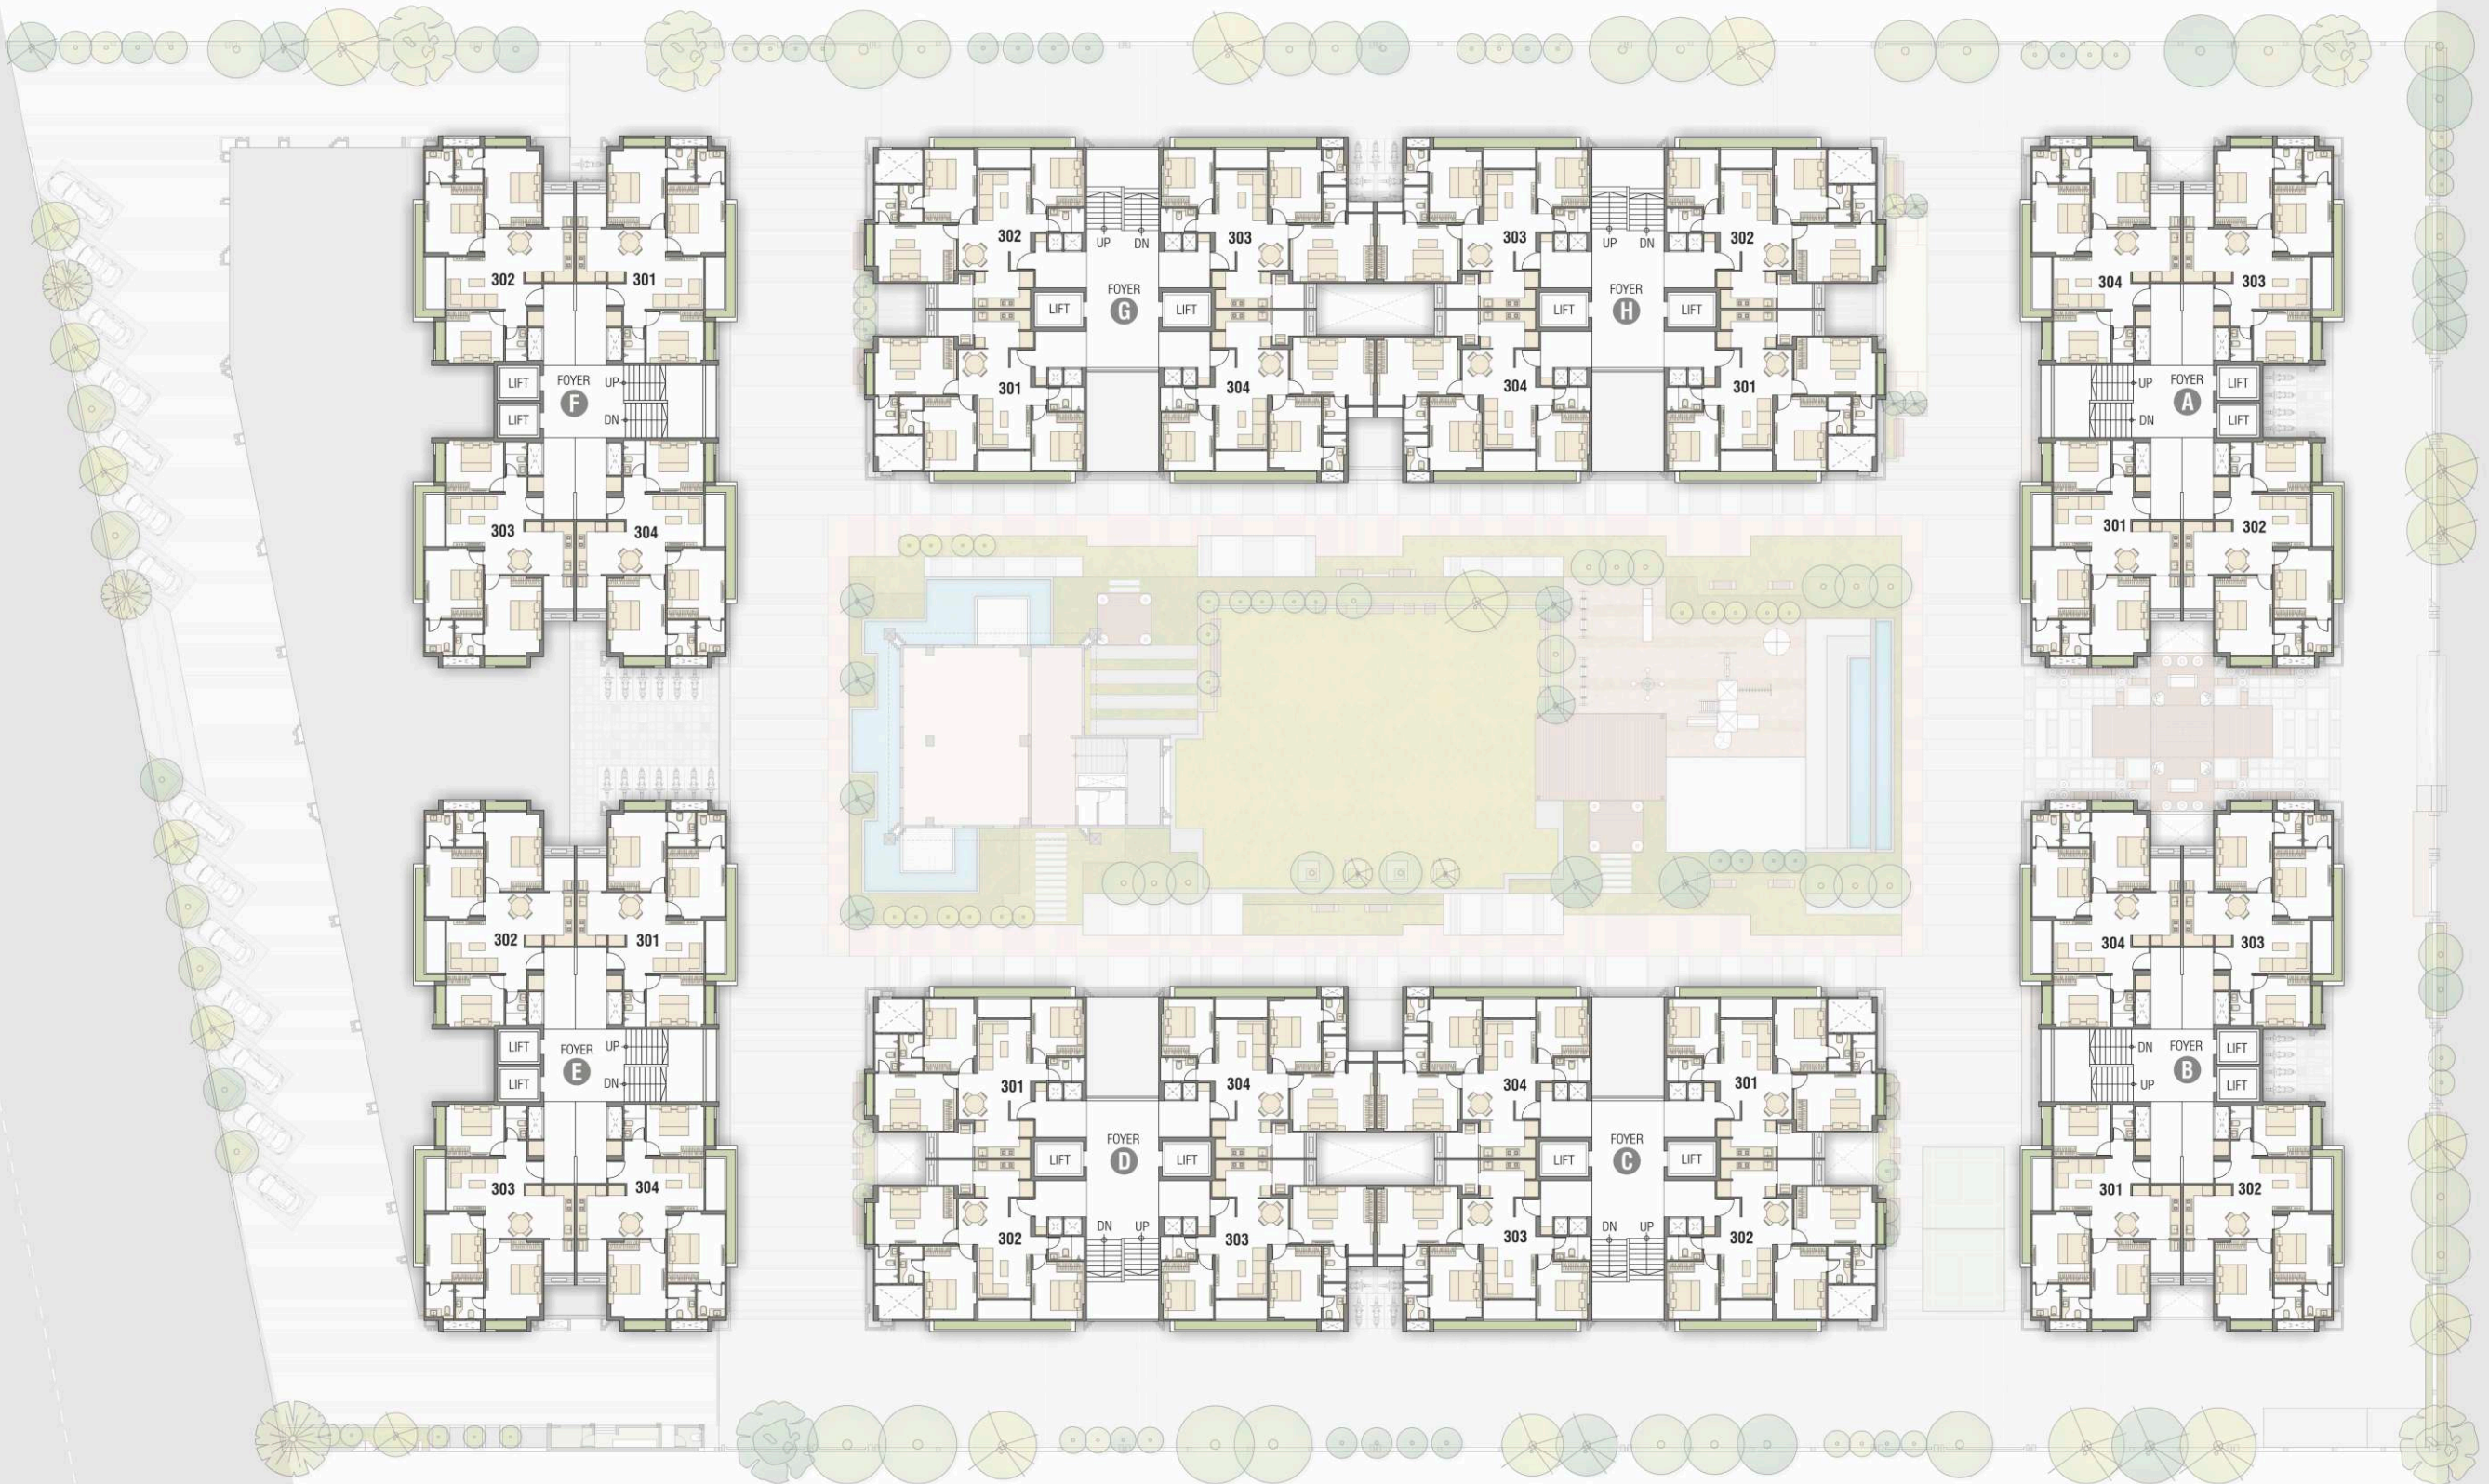 302 301
LIFT FOYER UP
F
LIFT DN
303 304
302 303
UP DN
FOYER
LIFT G LIFT
301 304
303 302
UP DN
FOYER
LIFT H LIFT
304 301
304 303
UP FOYER LIFT
A
DN LIFT
301 302
302 301
LIFT FOYER UP
E
LIFT DN
303 304
301 304
FOYER
LIFT D LIFT
DN UP
302 303
304 301
FOYER
LIFT C LIFT
DN UP
303 302
304 303
DN FOYER LIFT
B
UP LIFT
301 302